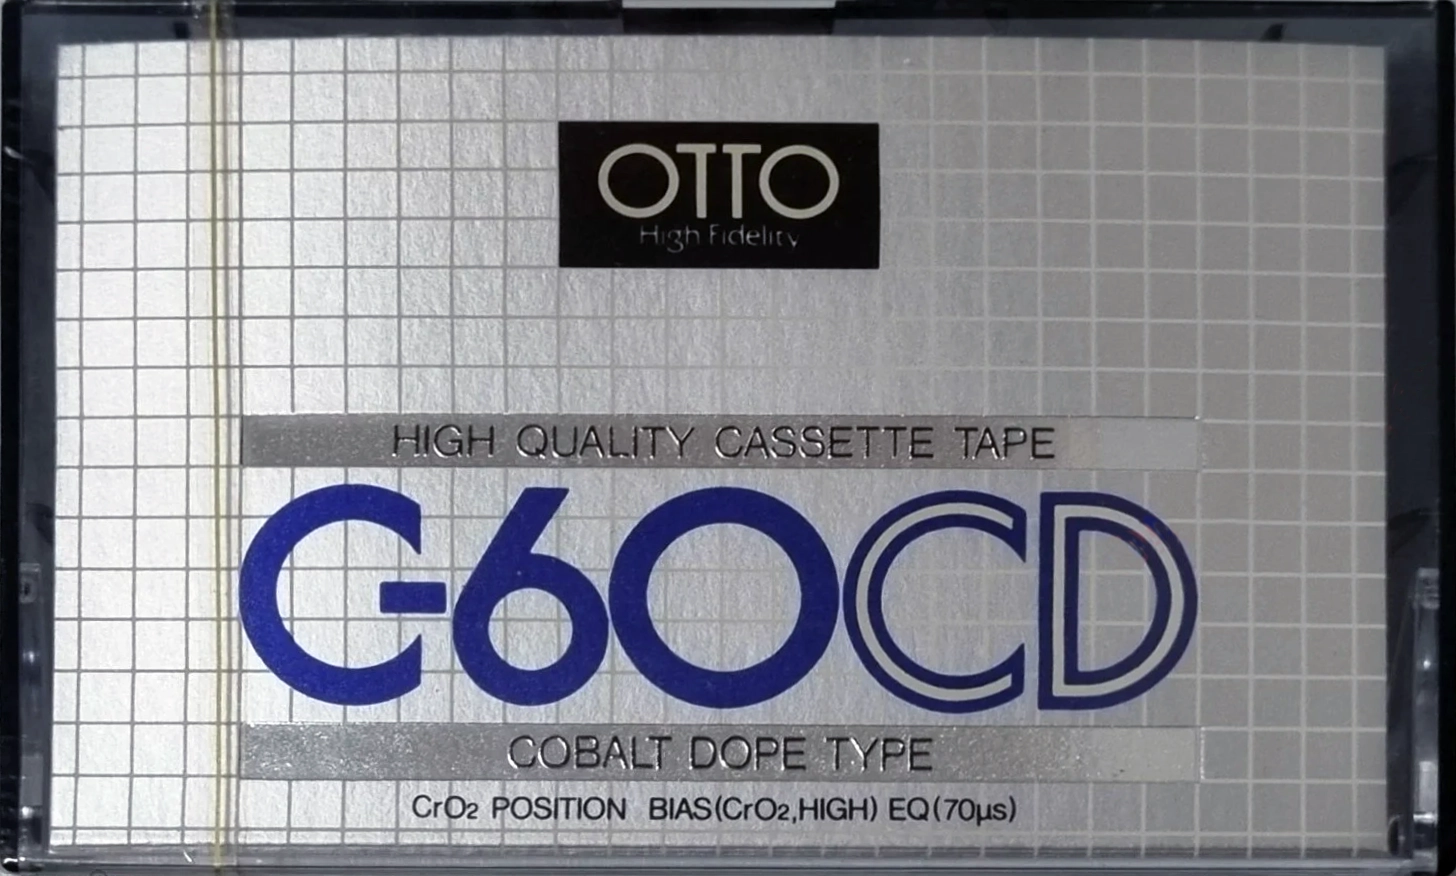 OTTO
High Fidelity
HIGH QUALITY CASSETTE TAPE
C-60CD
COBALT DOPE TYPE
CrO2 POSITION BIAS(CrO2,HIGH) EQ(70µs)